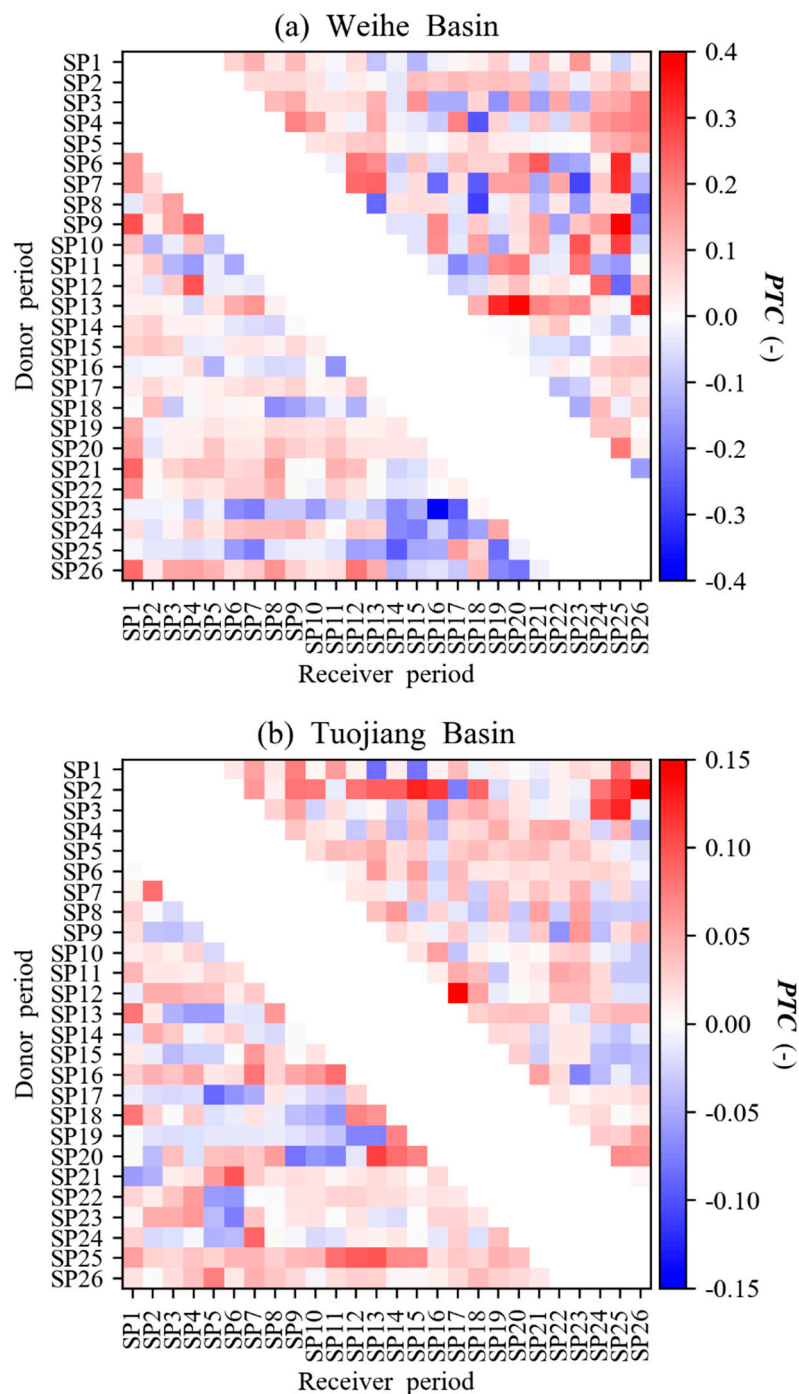 (a) Weihe Basin
SP1
SP2
SP3
SP4
SP5
SP6
SP7
SP8
SP9
SP10
SP11
SP12
SP13
SP14
SP15
SP16
SP17
SP18
SP19
SP20
SP21
SP22
SP23
SP24
SP25
SP26
Donor period
SP1 SP2 SP3 SP4 SP5 SP6 SP7 SP8 SP9 SP10 SP11 SP12 SP13 SP14 SP15 SP16 SP17 SP18 SP19 SP20 SP21 SP22 SP23 SP24 SP25 SP26
Receiver period
0.4
0.3
0.2
0.1
0.0
-0.1
-0.2
-0.3
-0.4
PTC (-)
(b) Tuojiang Basin
SP1
SP2
SP3
SP4
SP5
SP6
SP7
SP8
SP9
SP10
SP11
SP12
SP13
SP14
SP15
SP16
SP17
SP18
SP19
SP20
SP21
SP22
SP23
SP24
SP25
SP26
Donor period
SP1 SP2 SP3 SP4 SP5 SP6 SP7 SP8 SP9 SP10 SP11 SP12 SP13 SP14 SP15 SP16 SP17 SP18 SP19 SP20 SP21 SP22 SP23 SP24 SP25 SP26
Receiver period
0.15
0.10
0.05
0.00
-0.05
-0.10
-0.15
PTC (-)